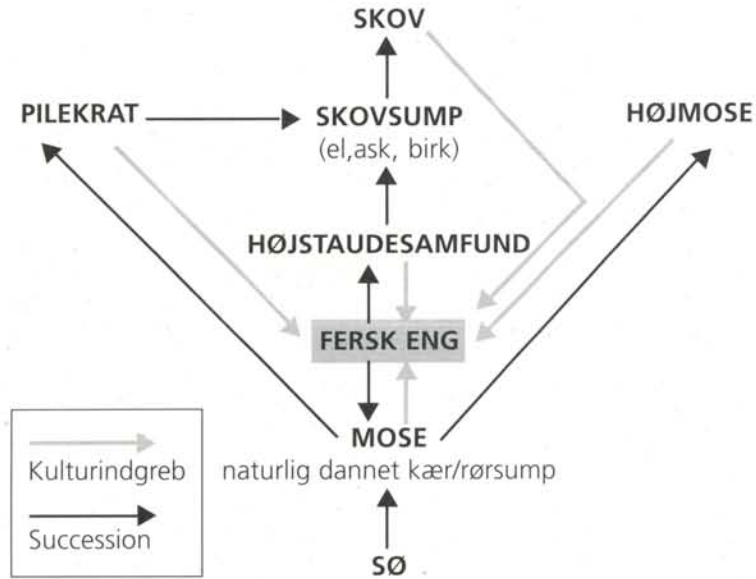 SKOV
PILEKRAT
SKOVSUMP
(el,ask, birk)
HØJMOSE
HØJSTAUDESAMFUND
FERSK ENG
MOSE
naturlig dannet kær/rørsump
SØ
Kulturindgreb
Succession